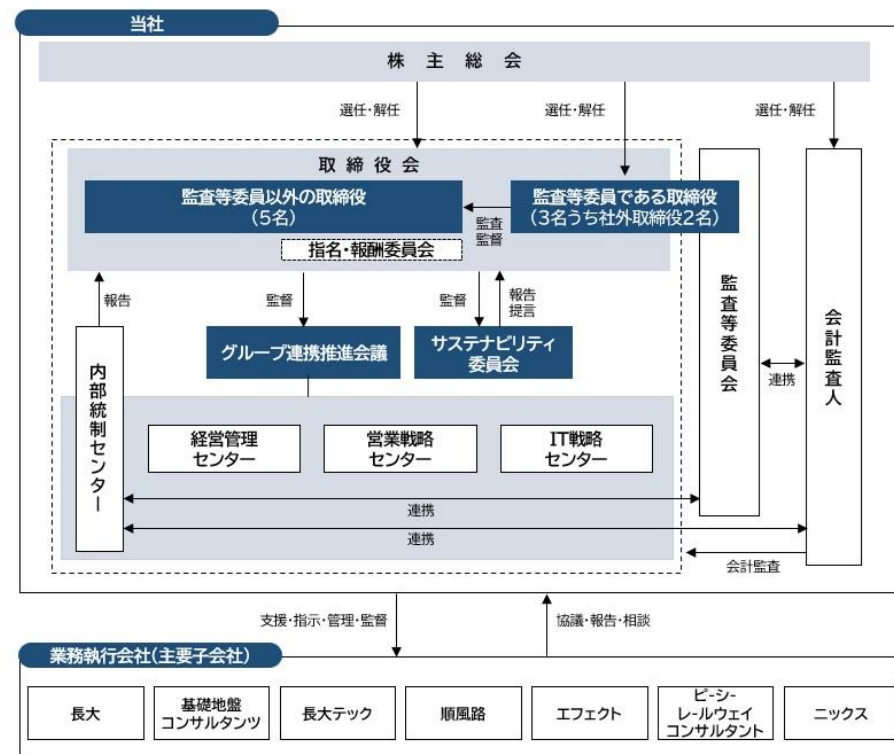 当社
株主総会
選任・解任
選任・解任
選任・解任
取締役会
監査等委員以外の取締役
(5名)
監査等委員である取締役
(3名うち社外取締役2名)
監査
監督
指名・報酬委員会
報告
監督
監督
報告
提言
グループ連携推進会議
サステナビリティ
委員会
内部統制センター
監査等委員会
会計監査人
連携
経営管理
センター
営業戦略
センター
IT戦略
センター
連携
連携
会計監査
支援・指示・管理・監督
協議・報告・相談
業務執行会社(主要子会社)
長大
基礎地盤
コンサルタンツ
長大テック
順風路
エフェクト
ピーシー
レールウェイ
コンサルタント
ニックス